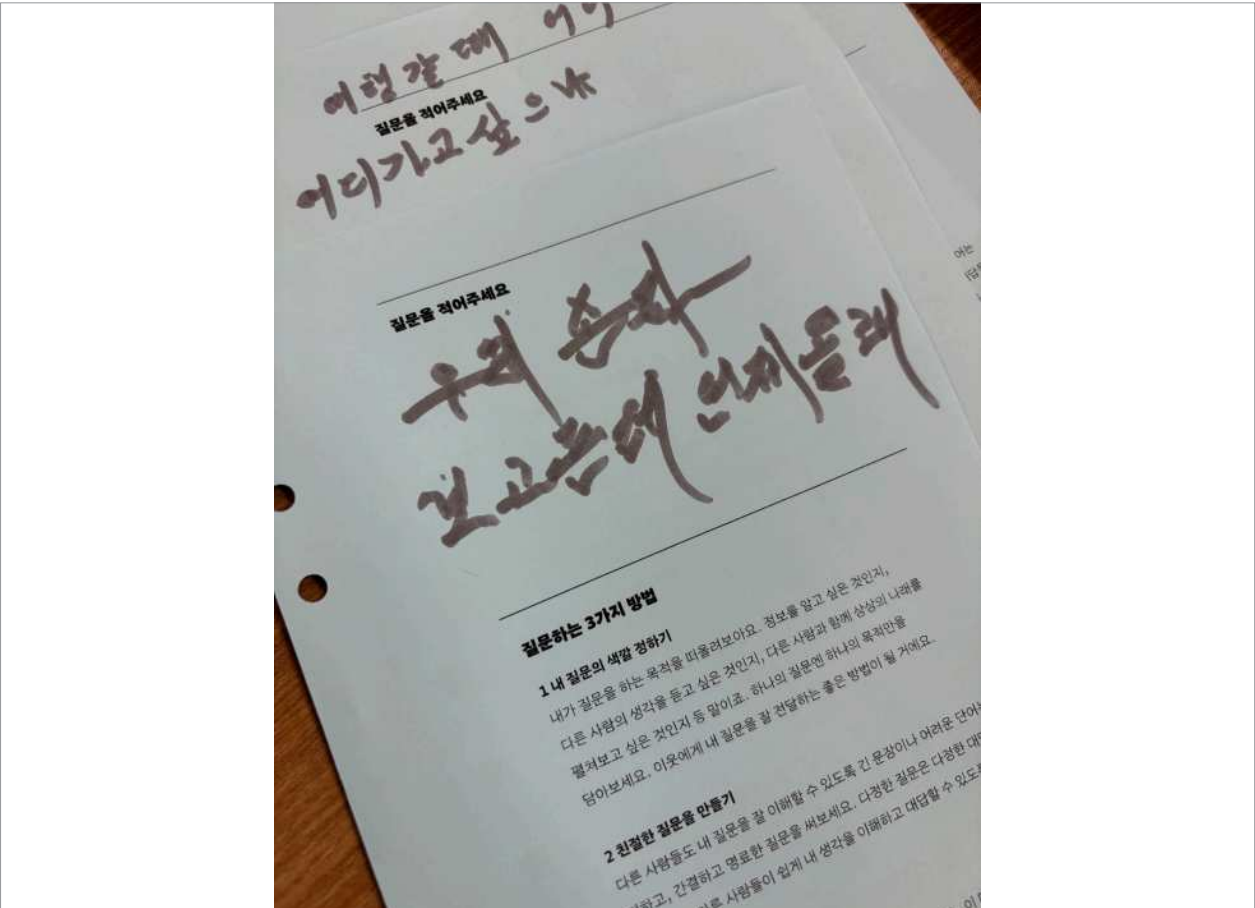 여행갈때
질문을 적어주세요
어디가고싶으냐
질문을 적어주세요
우리 손자
보고픈데 언제올래
질문하는 3가지 방법
1 내 질문의 색깔 정하기
내가 질문을 하는 목적을 떠올려보아요. 정보를 알고 싶은 것인지,
다른 사람의 생각을 듣고 싶은 것인지, 다른 사람과 함께 상상의 나래를
펼쳐보고 싶은 것인지 등 말이죠. 하나의 질문엔 하나의 목적만을
담아보세요. 이웃에게 내 질문을 잘 전달하는 좋은 방법이 될 거예요.
2 친절한 질문을 만들기
다른 사람들도 내 질문을 잘 이해할 수 있도록 긴 문장이나 어려운
간결하고 명료한 질문을 써보세요. 다정한 질문은 다정한
사람들이 쉽게 내 생각을 이해하고 대답할 수